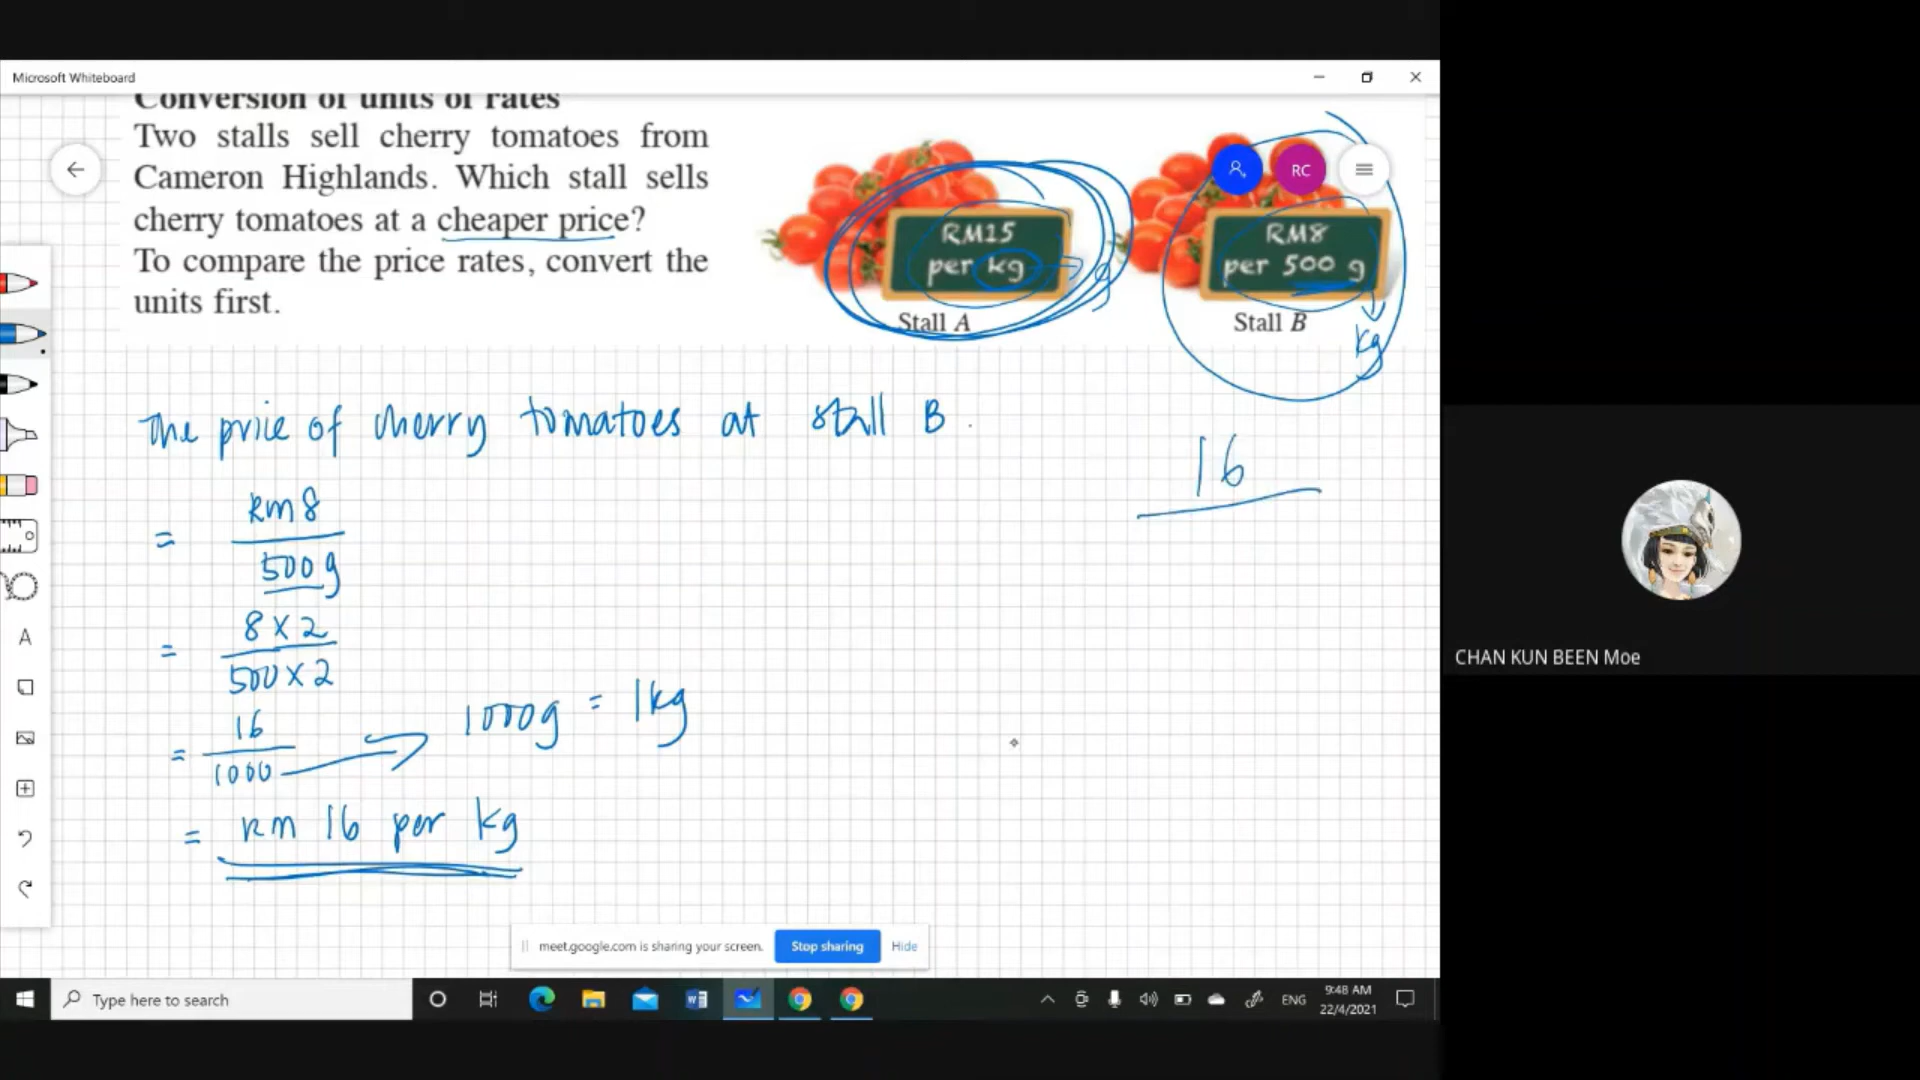 Microsoft Whiteboard
Conversion of units of rates
Two stalls sell cherry tomatoes from
Cameron Highlands. Which stall sells
cherry tomatoes at a cheaper price?
To compare the price rates, convert the
units first.
RM15
per kg
g
Stall A
RC
RM8
per 500 g
Stall B
kg
The price of cherry tomatoes at stall B.
16
= RM8
500g
= 8 × 2
500 × 2
= 16
1000
1000g = 1kg
= RM 16 per kg
A
CHAN KUN BEEN Moe
meet.google.com is sharing your screen.
Stop sharing
Hide
Type here to search
ENG
9:48 AM
22/4/2021